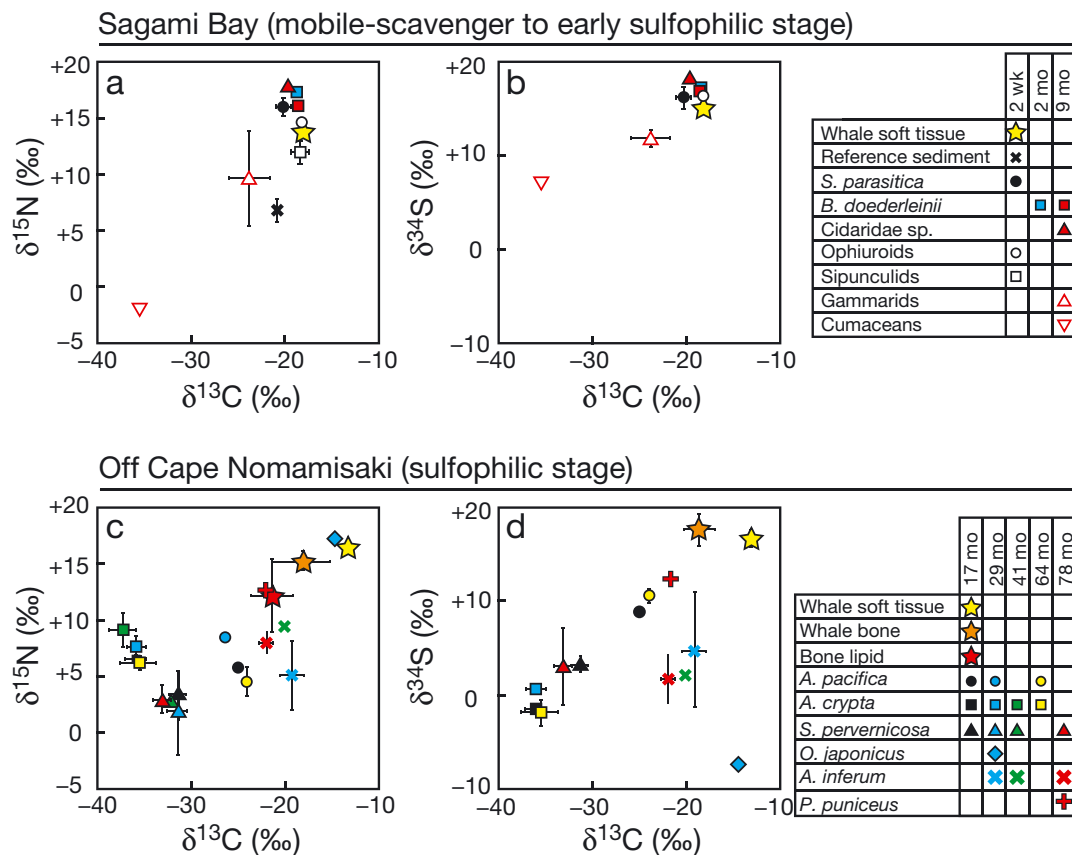 Sagami Bay (mobile-scavenger to early sulfophilic stage)
a
+20
+15
+10
+5
0
−5
δ15N (‰)
−40
−30
−20
−10
δ13C (‰)
b
+20
+10
0
−10
δ34S (‰)
−40
−30
−20
−10
δ13C (‰)
2 wk
2 mo
9 mo
Whale soft tissue
Reference sediment
S. parasitica
B. doederleinii
Cidaridae sp.
Ophiuroids
Sipunculids
Gammarids
Cumaceans
Off Cape Nomamisaki (sulfophilic stage)
c
+20
+15
+10
+5
0
−5
δ15N (‰)
−40
−30
−20
−10
δ13C (‰)
d
+20
+10
0
−10
δ34S (‰)
−40
−30
−20
−10
δ13C (‰)
17 mo
29 mo
41 mo
64 mo
78 mo
Whale soft tissue
Whale bone
Bone lipid
A. pacifica
A. crypta
S. pervernicosa
O. japonicus
A. inferum
P. puniceus